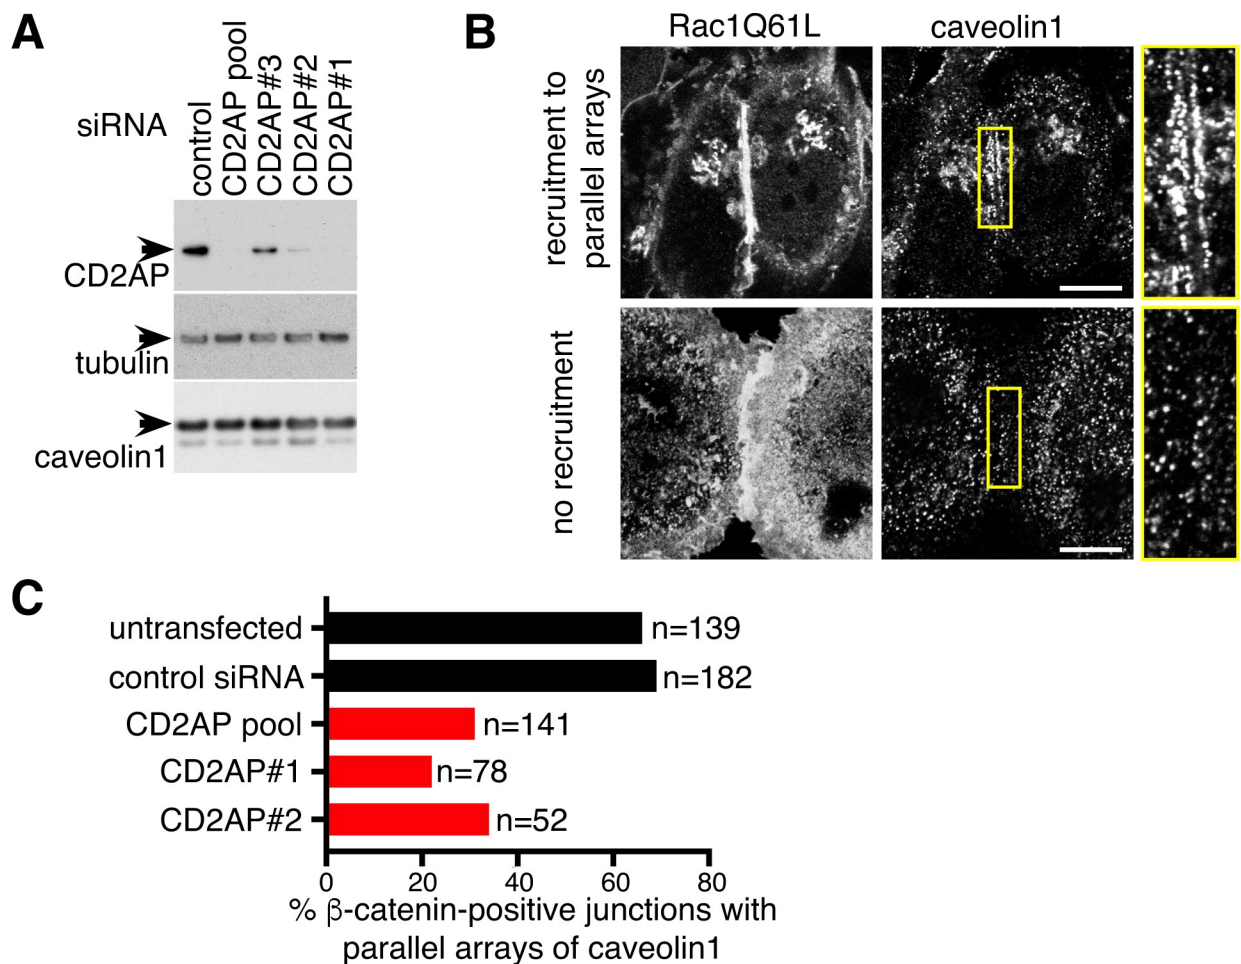 A
siRNA
control
CD2AP pool
CD2AP#3
CD2AP#2
CD2AP#1
CD2AP
tubulin
caveolin1
B
Rac1Q61L
caveolin1
recruitment to
parallel arrays
no recruitment
C
untransfected
n=139
control siRNA
n=182
CD2AP pool
n=141
CD2AP#1
n=78
CD2AP#2
n=52
0 20 40 60 80
% β-catenin-positive junctions with
parallel arrays of caveolin1